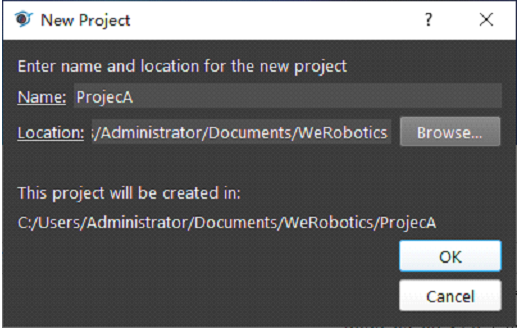 New Project
Enter name and location for the new project
Name: ProjecA
Location: :/Administrator/Documents/WeRobotics Browse...
This project will be created in:
C:/Users/Administrator/Documents/WeRobotics/ProjecA
OK
Cancel